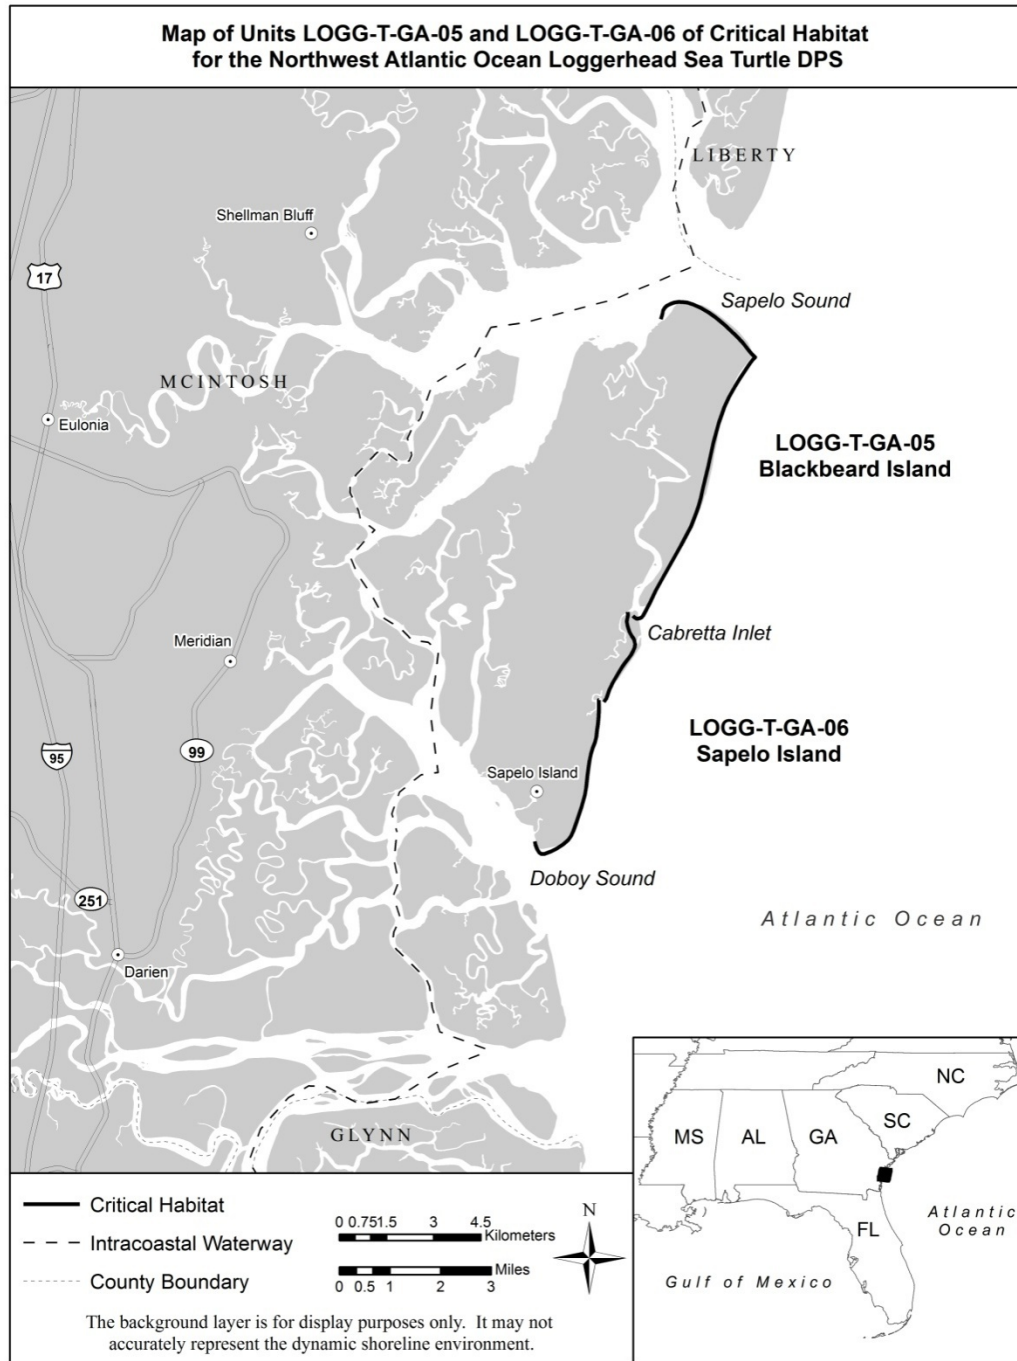 Map of Units LOGG-T-GA-05 and LOGG-T-GA-06 of Critical Habitat
for the Northwest Atlantic Ocean Loggerhead Sea Turtle DPS
LIBERTY
Shellman Bluff
17
Sapelo Sound
MCINTOSH
Eulonia
LOGG-T-GA-05
Blackbeard Island
Cabretta Inlet
Meridian
LOGG-T-GA-06
Sapelo Island
99
95
Sapelo Island
Doboy Sound
251
Atlantic Ocean
Darien
GLYNN
NC
SC
MS
AL
GA
FL
Atlantic
Ocean
Gulf of Mexico
Critical Habitat
Intracoastal Waterway
County Boundary
0 0.75 1.5 3 4.5
Kilometers
Miles
0 0.5 1 2 3
N
The background layer is for display purposes only. It may not
accurately represent the dynamic shoreline environment.